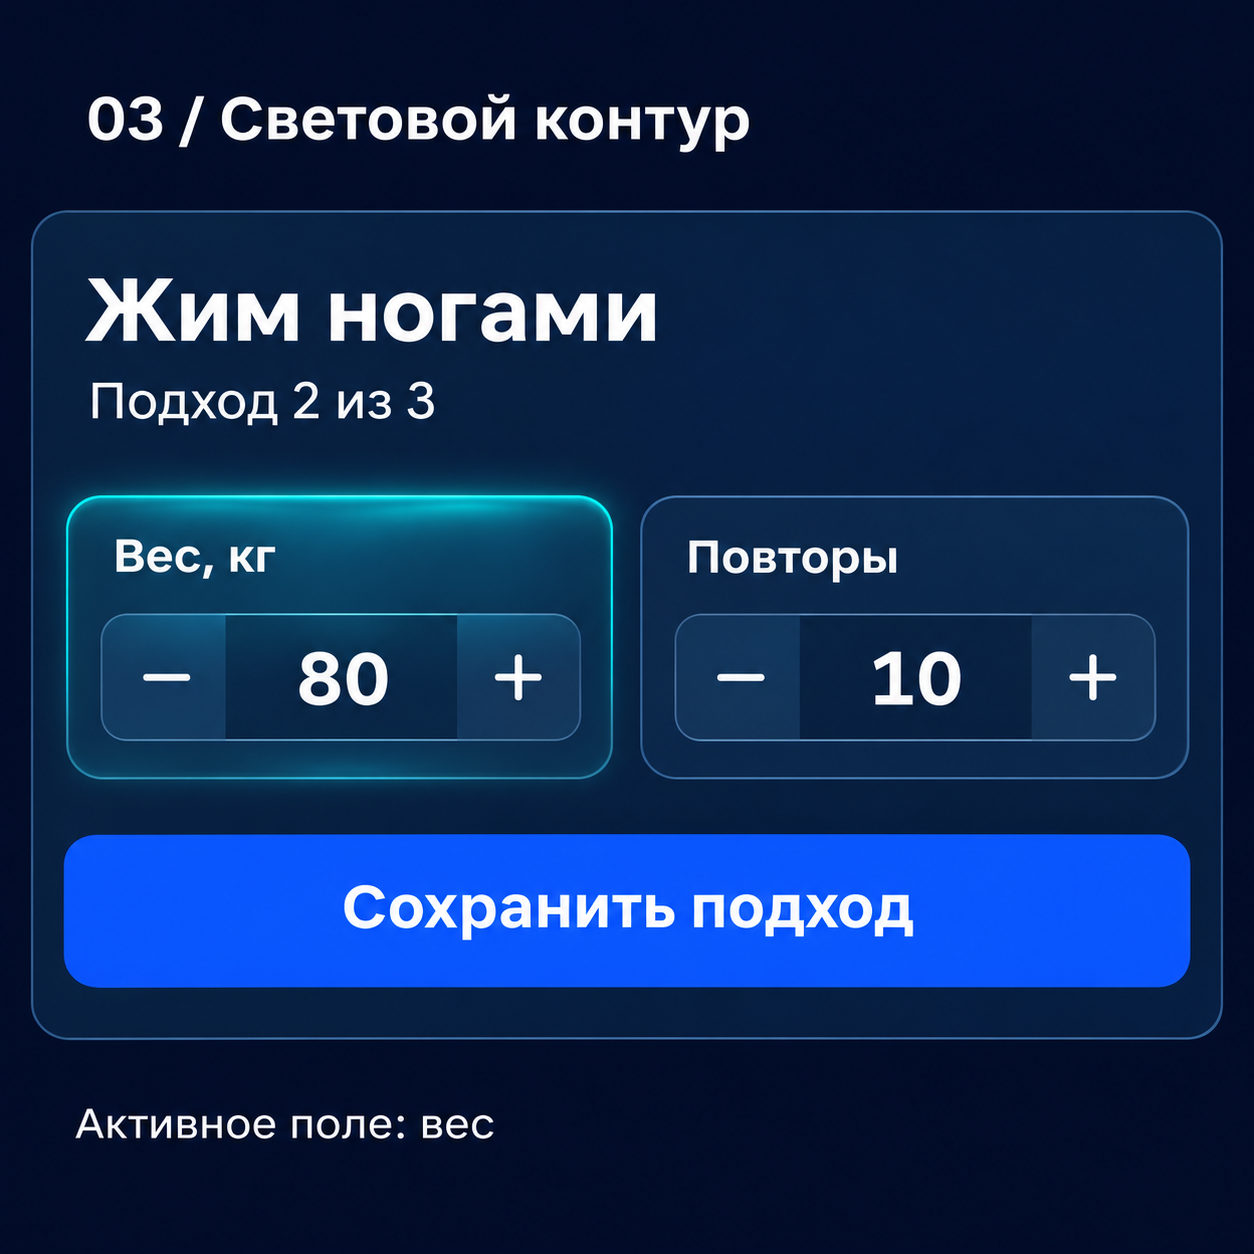 03 / Световой контур
Жим ногами
Подход 2 из 3
Вес, кг
− 80 +
Повторы
− 10 +
Сохранить подход
Активное поле: вес